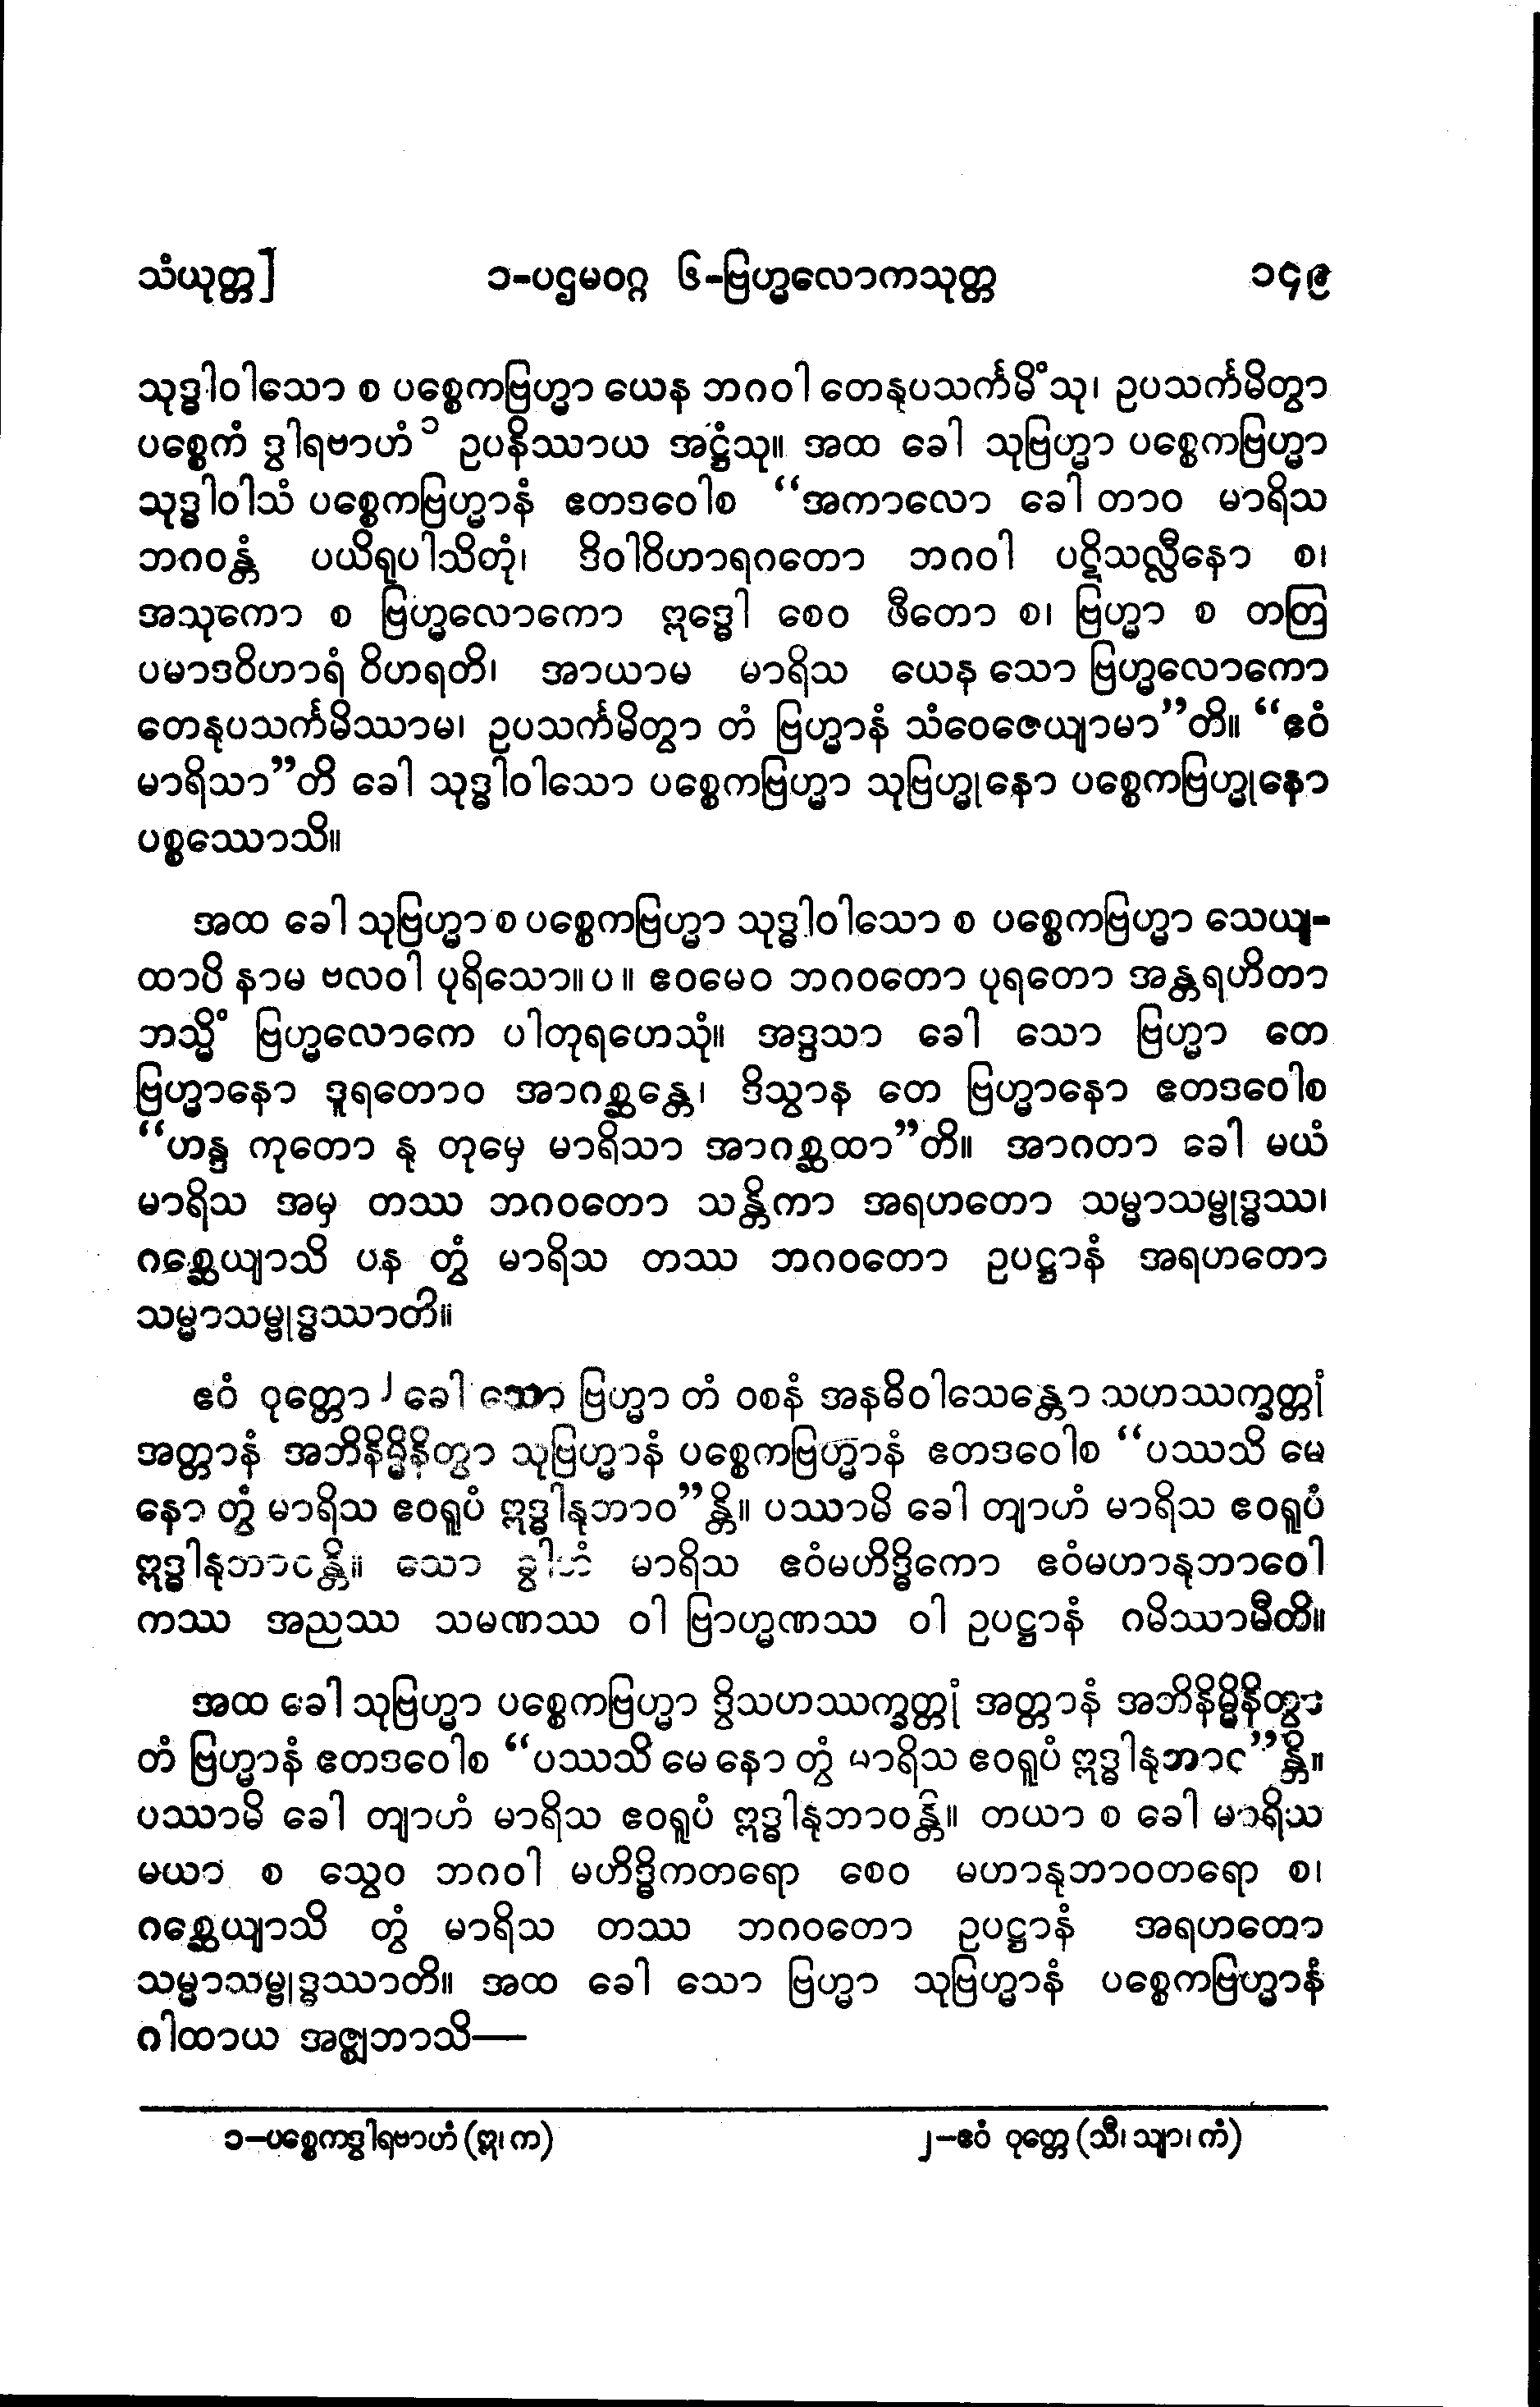 သံယုတ္တ] ၁-ပဌမဝဂ္ဂ ၆-ဗြဟ္မလောကသုတ္တ ၁၄၉
သုဒ္ဓါဝါသော စ ပစ္စေကဗြဟ္မာ ယေန ဘဂဝါ တေနုပသင်္ကမိံသု၊ ဥပသင်္ကမိတွာ
ပစ္စေကံ ဒွါရဗာဟံ ၁ ဥပနိဿာယ အဋ္ဌံသု။ အထ ခေါ သုဗြဟ္မာ ပစ္စေကဗြဟ္မာ
သုဒ္ဓါဝါသံ ပစ္စေကဗြဟ္မာနံ ဧတဒဝေါစ “အကာလော ခေါ တာဝ မာရိသ
ဘဂဝန္တံ ပယိရုပါသိတုံ၊ ဒိဝါဝိဟာရဂတော ဘဂဝါ ပဋိသလ္လီနော စ၊
အသုကော စ ဗြဟ္မလောကော ဣဒ္ဓေါ စေဝ ဖီတော စ၊ ဗြဟ္မာ စ တတြ
ပမာဒဝိဟာရံ ဝိဟရတိ၊ အာယာမ မာရိသ ယေန သော ဗြဟ္မလောကော
တေနုပသင်္ကမိဿာမ၊ ဥပသင်္ကမိတွာ တံ ဗြဟ္မာနံ သံဝေဇေယျာမာ”တိ။ “ဧဝံ
မာရိသာ”တိ ခေါ သုဒ္ဓါဝါသော ပစ္စေကဗြဟ္မာ သုဗြဟ္မုနော ပစ္စေကဗြဟ္မုနော
ပစ္စဿောသိ။
အထ ခေါ သုဗြဟ္မာ စ ပစ္စေကဗြဟ္မာ သုဒ္ဓါဝါသော စ ပစ္စေကဗြဟ္မာ သေယျ-
ထာပိ နာမ ဗလဝါ ပုရိသော။ ပ ။ ဧဝမေဝ ဘဂဝတော ပုရတော အန္တရဟိတာ
ဘသ္မိံ ဗြဟ္မလောကေ ပါတုရဟေသုံ။ အဒ္ဒသာ ခေါ သော ဗြဟ္မာ တေ
ဗြဟ္မာနော ဒူရတောဝ အာဂစ္ဆန္တေ၊ ဒိသွာန တေ ဗြဟ္မာနော ဧတဒဝေါစ
“ဟန္ဒ ကုတော နု တုမှေ မာရိသာ အာဂစ္ဆထာ”တိ။ အာဂတာ ခေါ မယံ
မာရိသ အမှ တဿ ဘဂဝတော သန္တိကာ အရဟတော သမ္မာသမ္ဗုဒ္ဓဿ၊
ဂစ္ဆေယျာသိ ပန တွံ မာရိသ တဿ ဘဂဝတော ဥပဋ္ဌာနံ အရဟတော
သမ္မာသမ္ဗုဒ္ဓဿာတိ။
ဧဝံ ဝုတ္တော ၂ ခေါ သော ဗြဟ္မာ တံ ဝစနံ အနဓိဝါသေန္တော သဟဿက္ခတ္တုံ
အတ္တာနံ အဘိနိမ္မိနိတွာ သုဗြဟ္မာနံ ပစ္စေကဗြဟ္မာနံ ဧတဒဝေါစ “ပဿသိ မေ
နော တွံ မာရိသ ဧဝရူပံ ဣဒ္ဓါနုဘာဝ”န္တိ။ ပဿာမိ ခေါ တျာဟံ မာရိသ ဧဝရူပံ
ဣဒ္ဓါနုဘာဝန္တိ။ သော ခွါဟံ မာရိသ ဧဝံမဟိဒ္ဓိကော ဧဝံမဟာနုဘာဝေါ
ကဿ အညဿ သမဏဿ ဝါ ဗြာဟ္မဏဿ ဝါ ဥပဋ္ဌာနံ ဂမိဿာမီတိ။
အထ ခေါ သုဗြဟ္မာ ပစ္စေကဗြဟ္မာ ဒွိသဟဿက္ခတ္တုံ အတ္တာနံ အဘိနိမ္မိနိတွာ
တံ ဗြဟ္မာနံ ဧတဒဝေါစ “ပဿသိ မေ နော တွံ မာရိသ ဧဝရူပံ ဣဒ္ဓါနုဘာဝ”န္တိ။
ပဿာမိ ခေါ တျာဟံ မာရိသ ဧဝရူပံ ဣဒ္ဓါနုဘာဝန္တိ။ တယာ စ ခေါ မာရိသ
မယာ စ သွေဝ ဘဂဝါ မဟိဒ္ဓိကတရော စေဝ မဟာနုဘာဝတရော စ၊
ဂစ္ဆေယျာသိ တွံ မာရိသ တဿ ဘဂဝတော ဥပဋ္ဌာနံ အရဟတော
သမ္မာသမ္ဗုဒ္ဓဿာတိ။ အထ ခေါ သော ဗြဟ္မာ သုဗြဟ္မာနံ ပစ္စေကဗြဟ္မာနံ
ဂါထာယ အဇ္ဈဘာသိ—
၁—ပစ္စေကဒွါရဗာဟံ (ဣ၊ က) ၂—ဧဝံ ဝုတ္တေ (သီ၊ သျာ၊ ကံ)